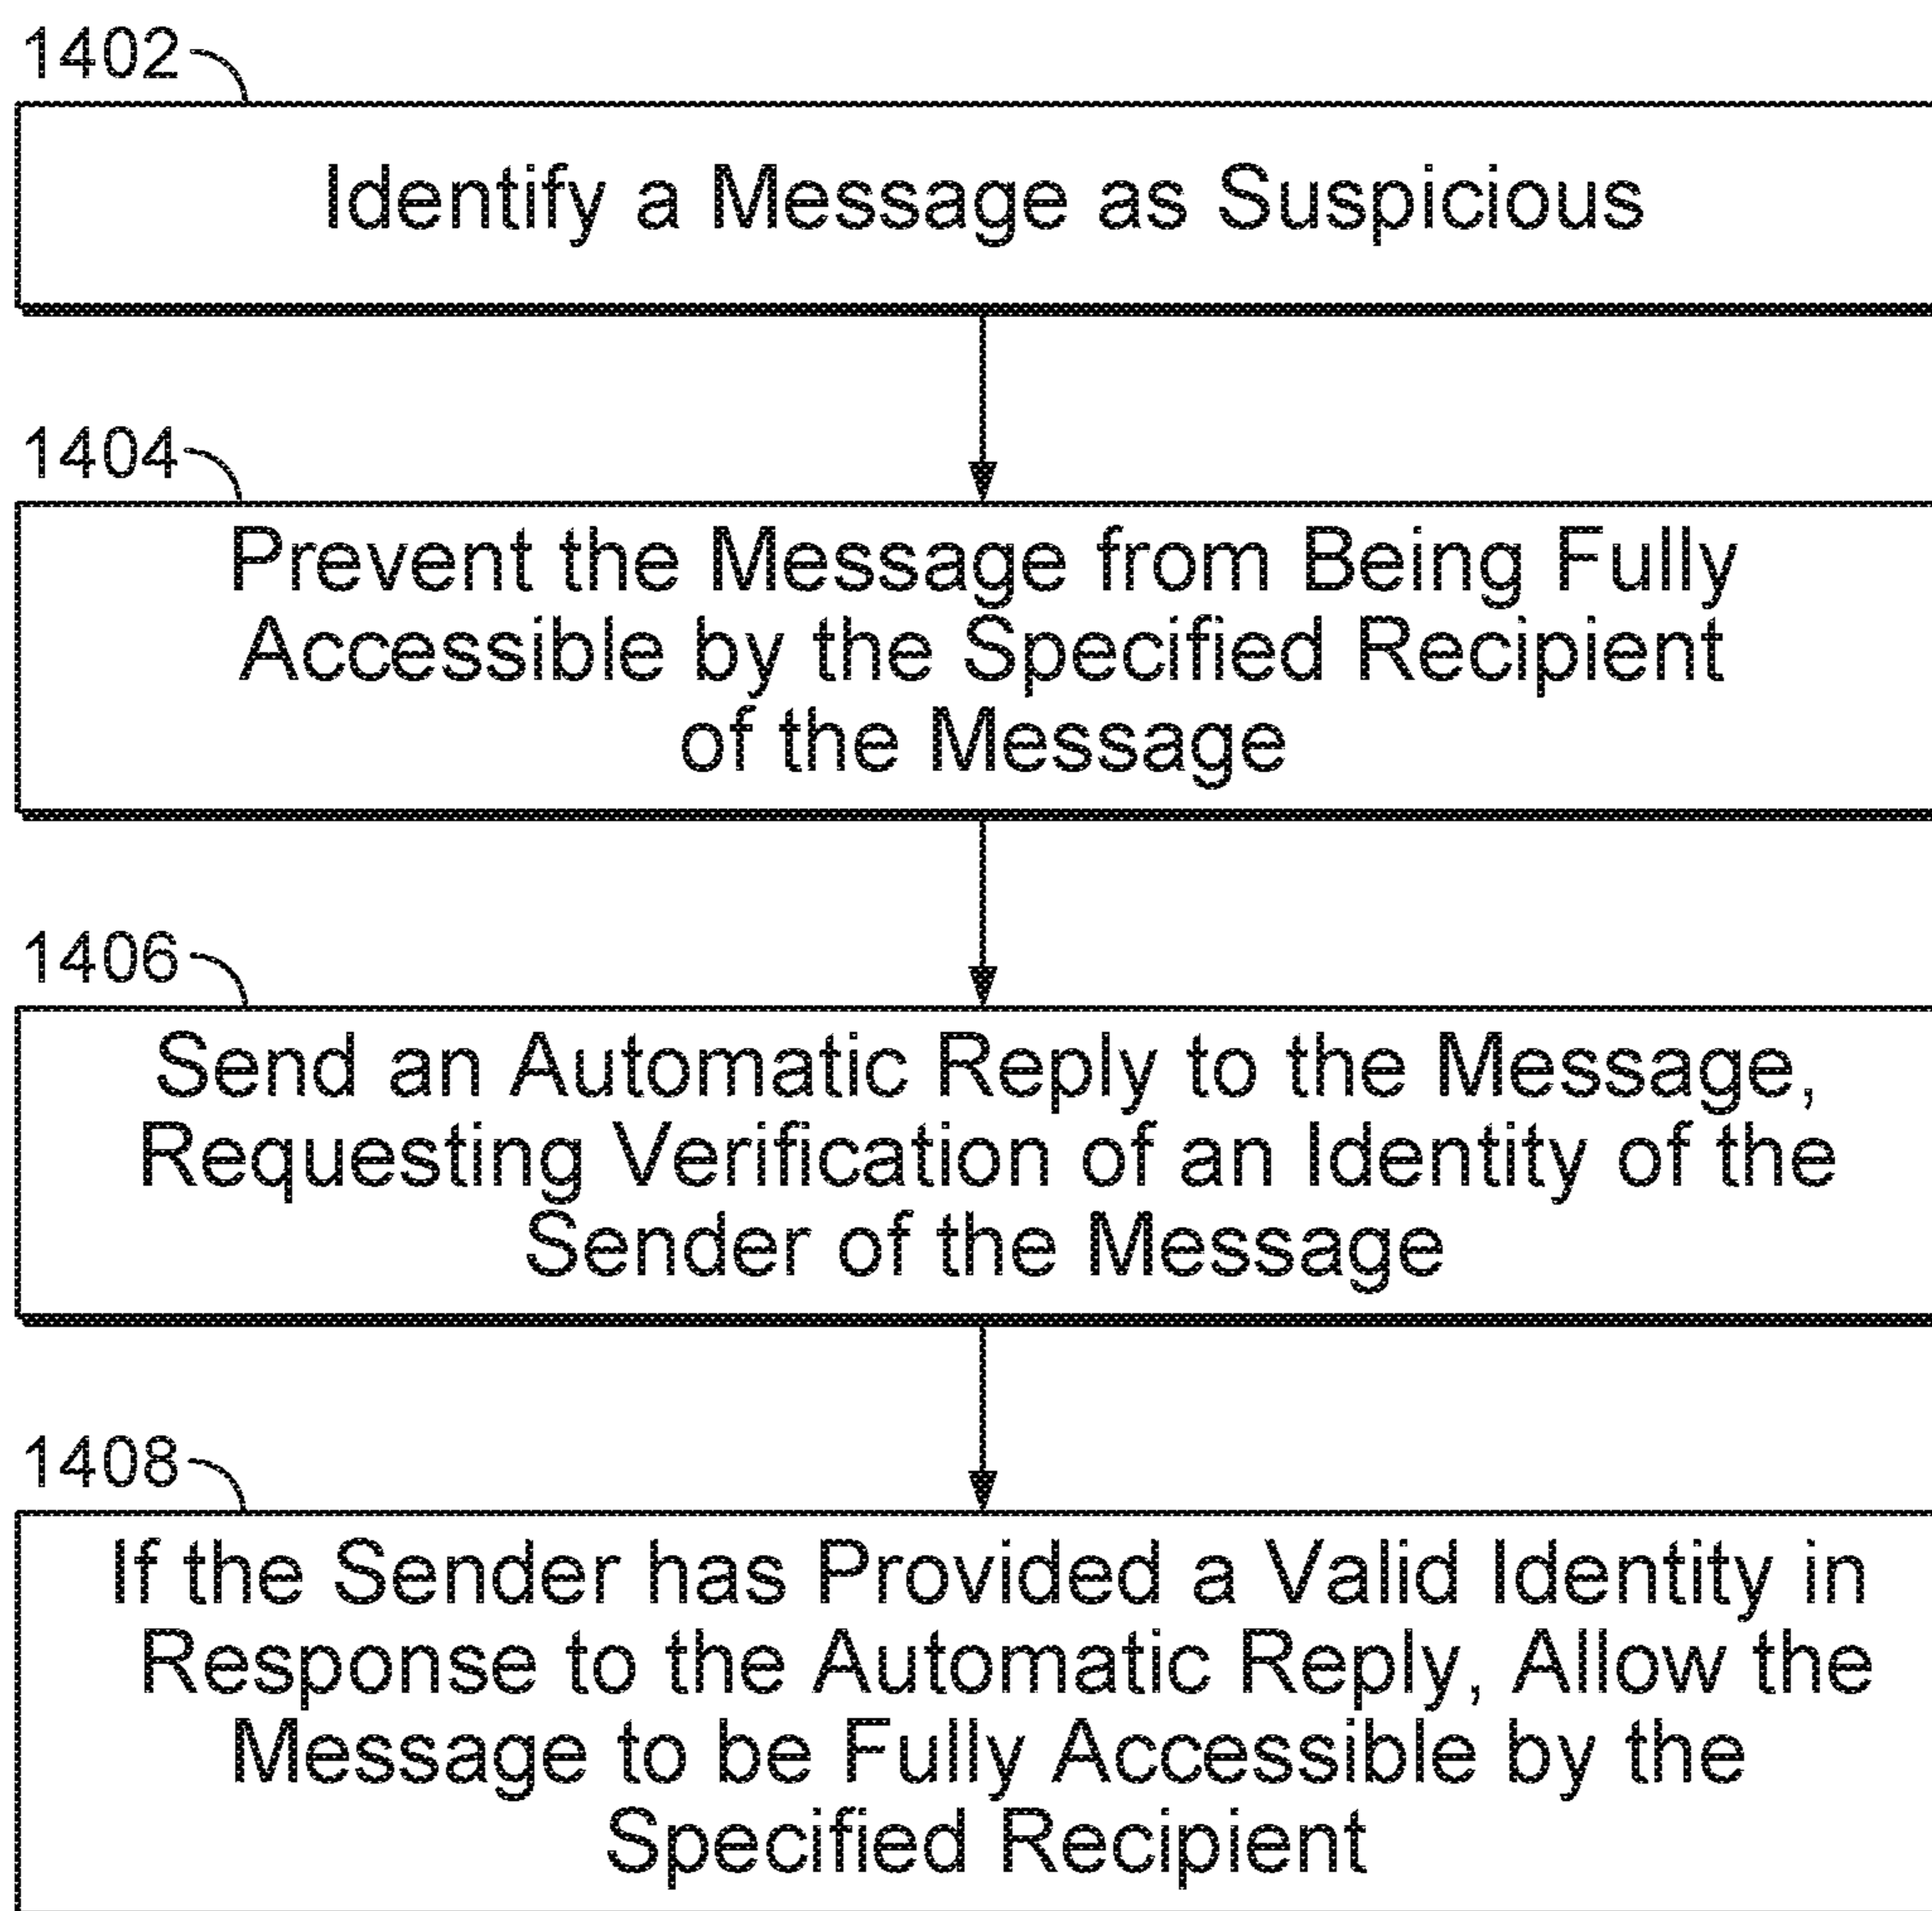 1402
Identify a Message as Suspicious
1404
Prevent the Message from Being Fully
Accessible by the Specified Recipient
of the Message
1406
Send an Automatic Reply to the Message,
Requesting Verification of an Identity of the
Sender of the Message
1408
If the Sender has Provided a Valid Identity in
Response to the Automatic Reply, Allow the
Message to be Fully Accessible by the
Specified Recipient